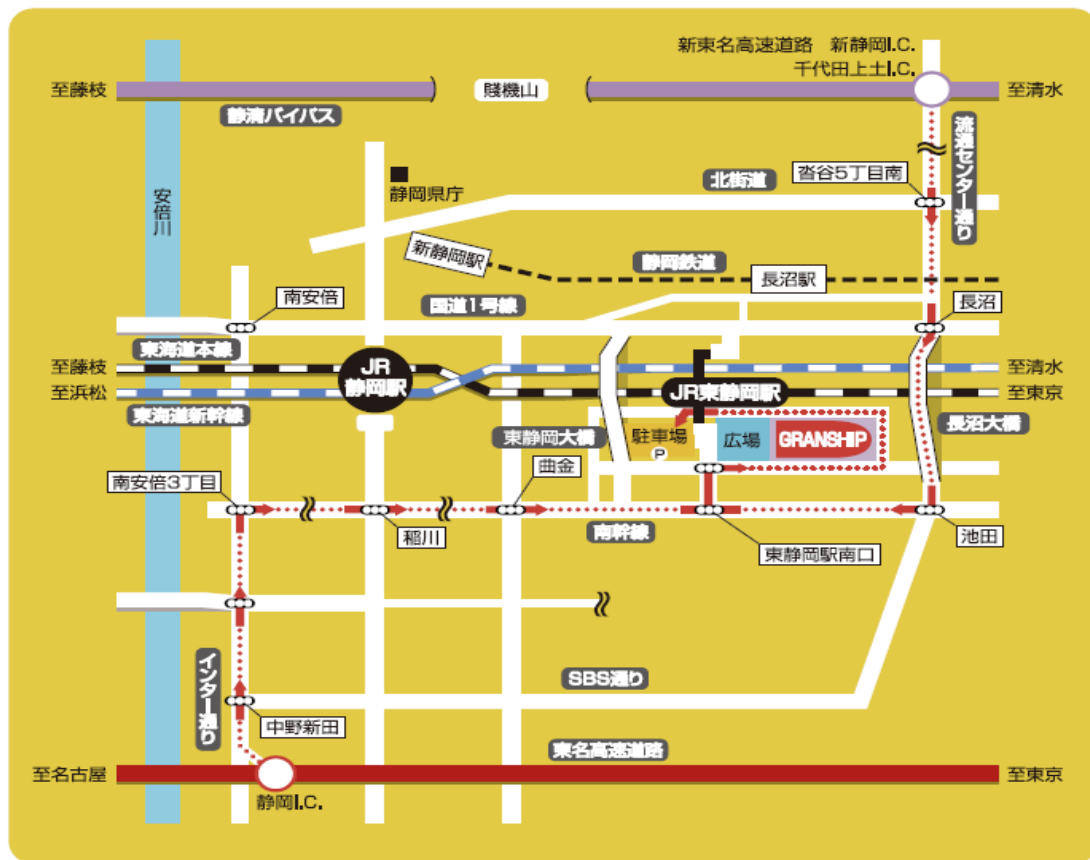 新東名高速道路 新静岡I.C.
千代田上土I.C.
至藤枝
賤機山
至清水
静清バイパス
流通センター通り
沓谷5丁目南
北街道
静岡県庁
安倍川
新静岡駅
静岡鉄道
長沼駅
南安倍
国道1号線
長沼
東海道本線
至藤枝
JR
静岡駅
至清水
至浜松
JR東静岡駅
至東京
東海道新幹線
東静岡大橋
駐車場
P
広場
GRANSHIP
長沼大橋
曲金
南安倍3丁目
稲川
南幹線
東静岡駅南口
池田
インター通り
SBS通り
中野新田
東名高速道路
至名古屋
至東京
静岡I.C.